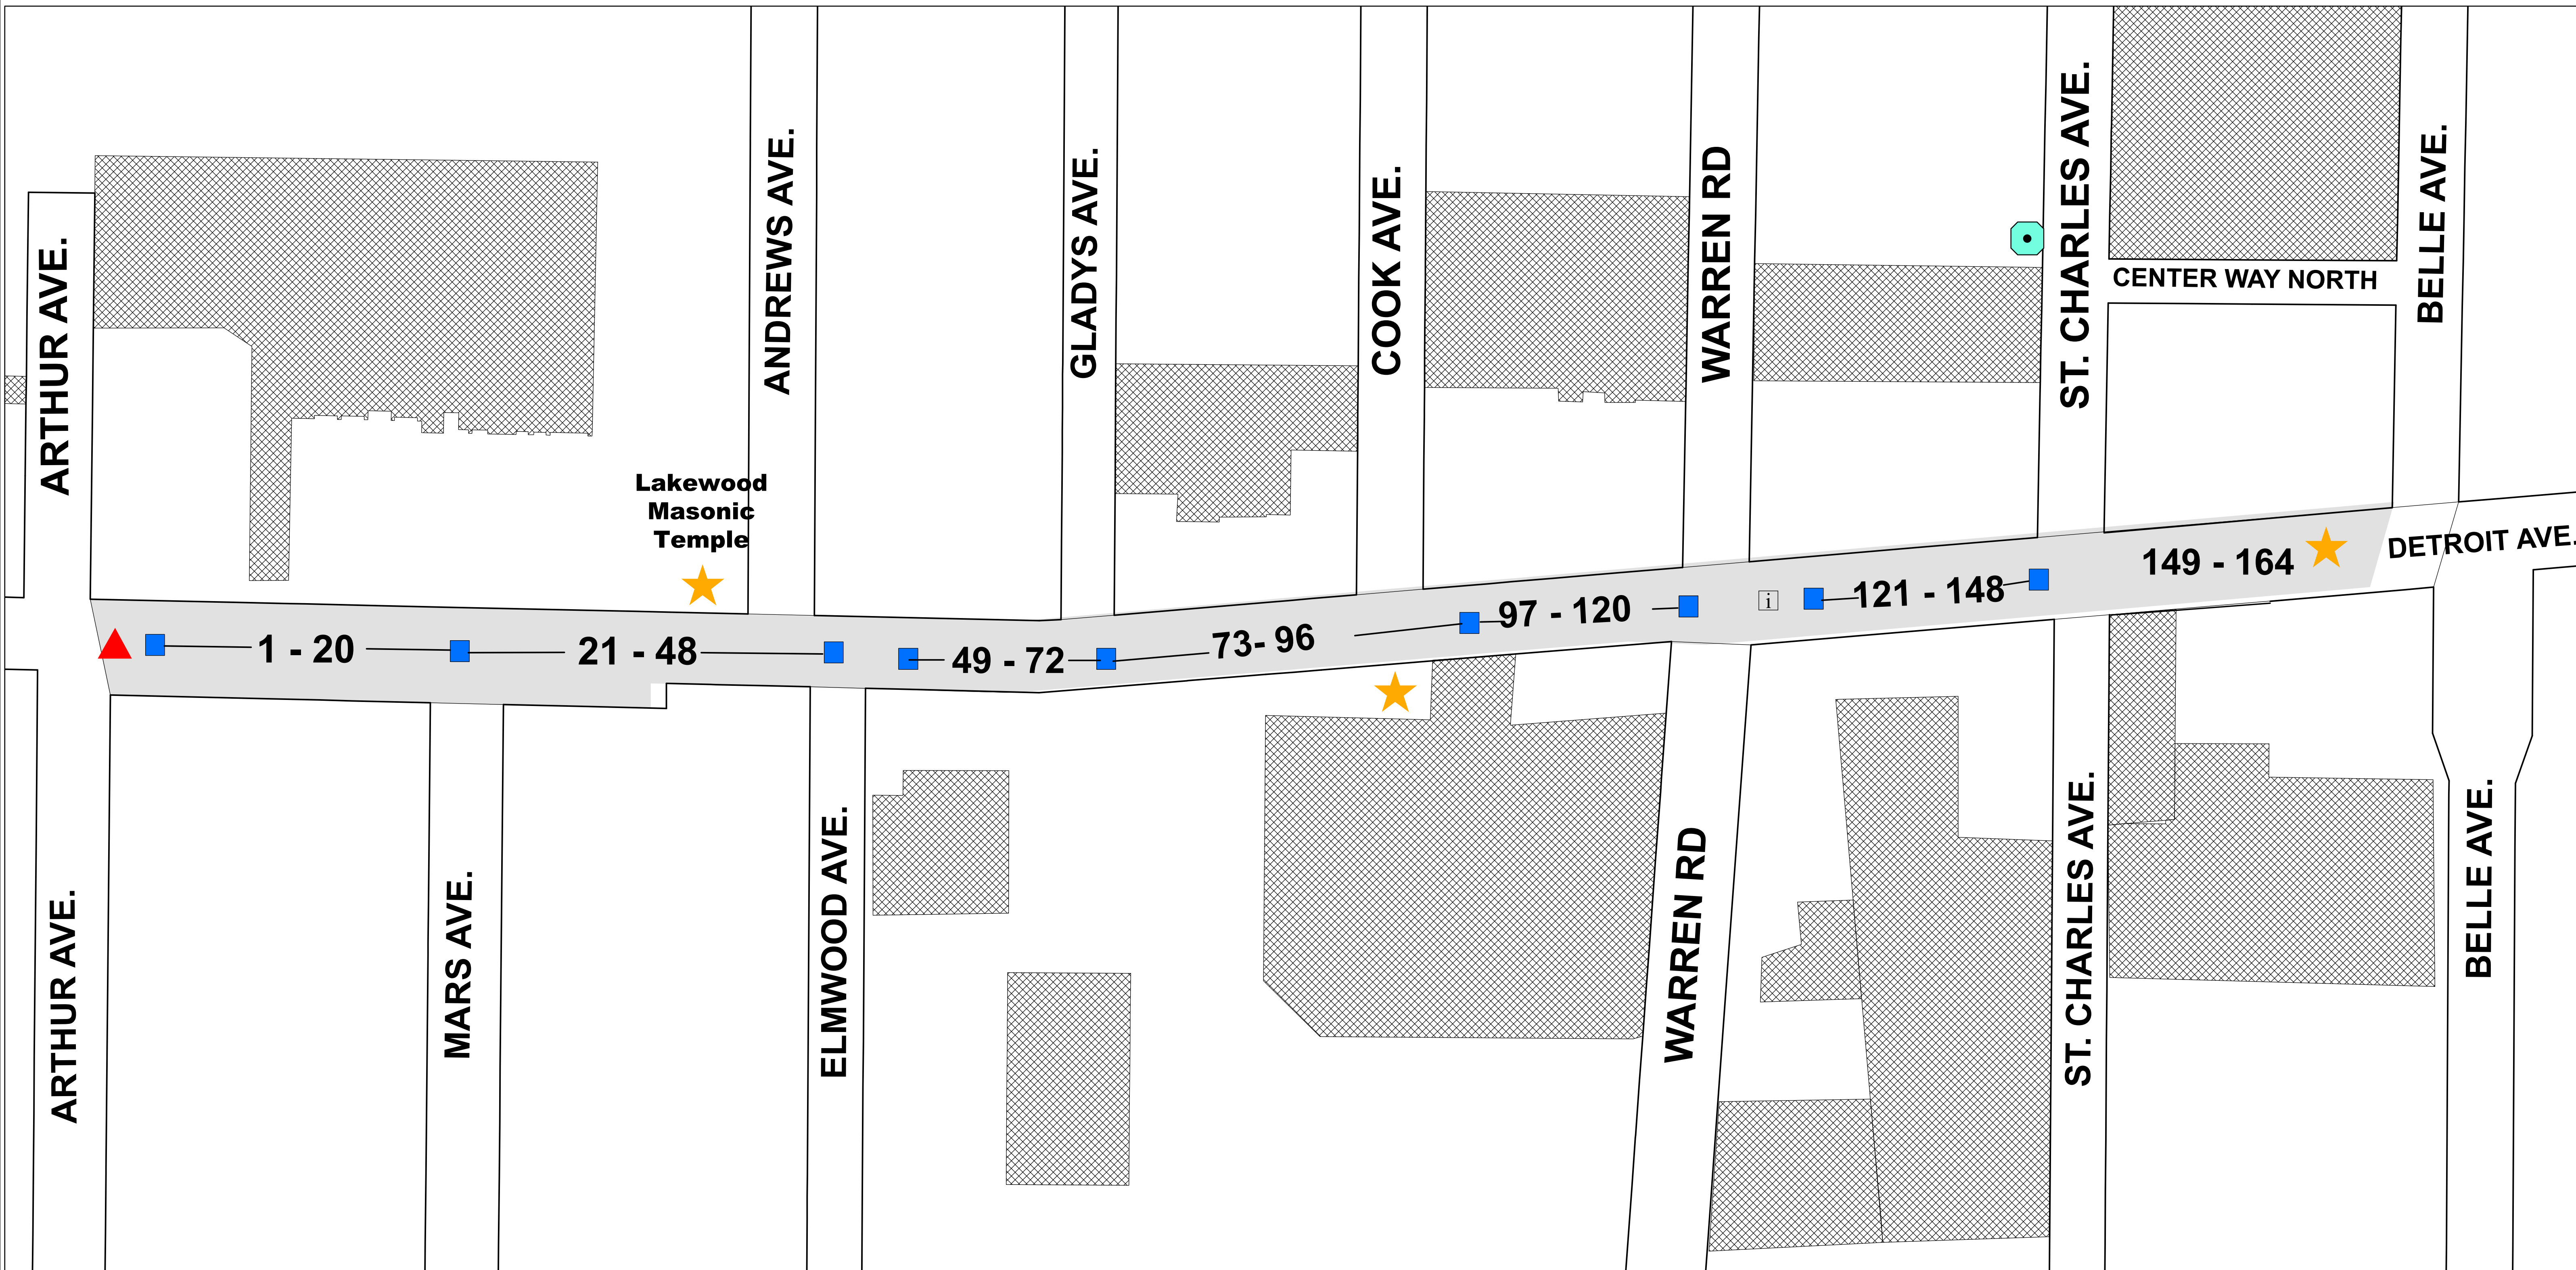 ARTHUR AVE.
ANDREWS AVE.
GLADYS AVE.
COOK AVE.
WARREN RD
ST. CHARLES AVE.
BELLE AVE.
CENTER WAY NORTH
Lakewood
Masonic
Temple
1 - 20
21 - 48
49 - 72
73- 96
97 - 120
i
121 - 148
149 - 164
DETROIT AVE.
ARTHUR AVE.
MARS AVE.
ELMWOOD AVE.
WARREN RD
ST. CHARLES AVE.
BELLE AVE.